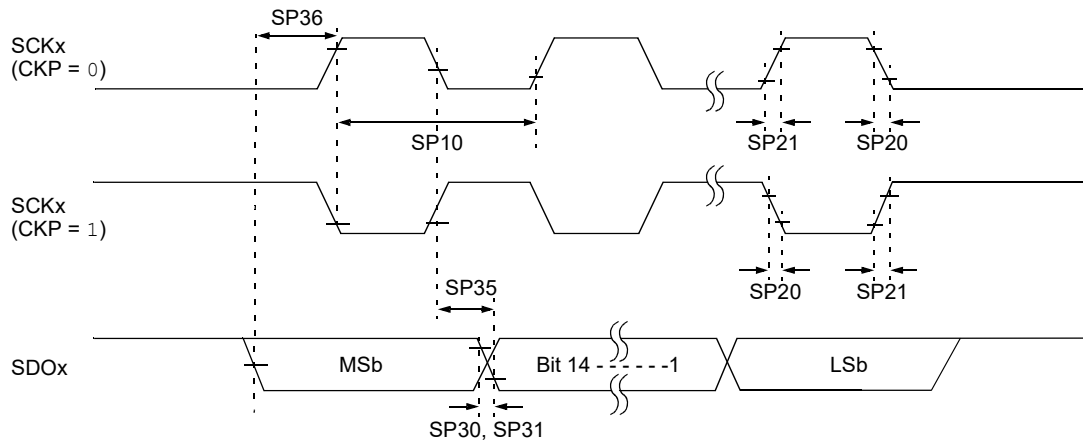 SP36
SCKx
(CKP = 0)
SP10
SP21
SP20
SCKx
(CKP = 1)
SP20
SP21
SP35
SDOx
MSb
Bit 14 - - - - - -1
LSb
SP30, SP31